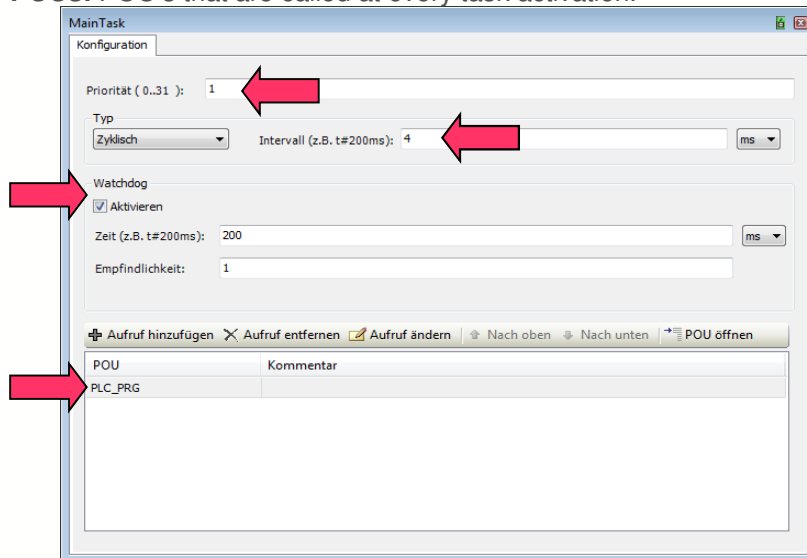 POUs that are called at every task activation.
MainTask
Konfiguration
Priorität ( 0..31 ): 1
Typ
Zyklisch Intervall (z.B. t#200ms): 4 ms
Watchdog
Aktivieren
Zeit (z.B. t#200ms): 200 ms
Empfindlichkeit: 1
Aufruf hinzufügen Aufruf entfernen Aufruf ändern Nach oben Nach unten POU öffnen
POU Kommentar
PLC_PRG